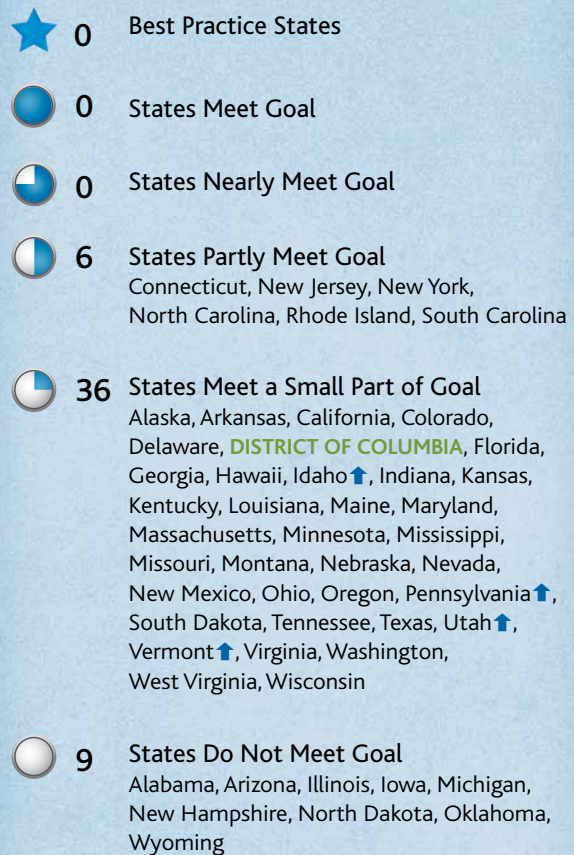 0 Best Practice States
0 States Meet Goal
0 States Nearly Meet Goal
6 States Partly Meet Goal
Connecticut, New Jersey, New York,
North Carolina, Rhode Island, South Carolina
36 States Meet a Small Part of Goal
Alaska, Arkansas, California, Colorado,
Delaware, DISTRICT OF COLUMBIA, Florida,
Georgia, Hawaii, Idaho⬆, Indiana, Kansas,
Kentucky, Louisiana, Maine, Maryland,
Massachusetts, Minnesota, Mississippi,
Missouri, Montana, Nebraska, Nevada,
New Mexico, Ohio, Oregon, Pennsylvania⬆,
South Dakota, Tennessee, Texas, Utah⬆,
Vermont⬆, Virginia, Washington,
West Virginia, Wisconsin
9 States Do Not Meet Goal
Alabama, Arizona, Illinois, Iowa, Michigan,
New Hampshire, North Dakota, Oklahoma,
Wyoming